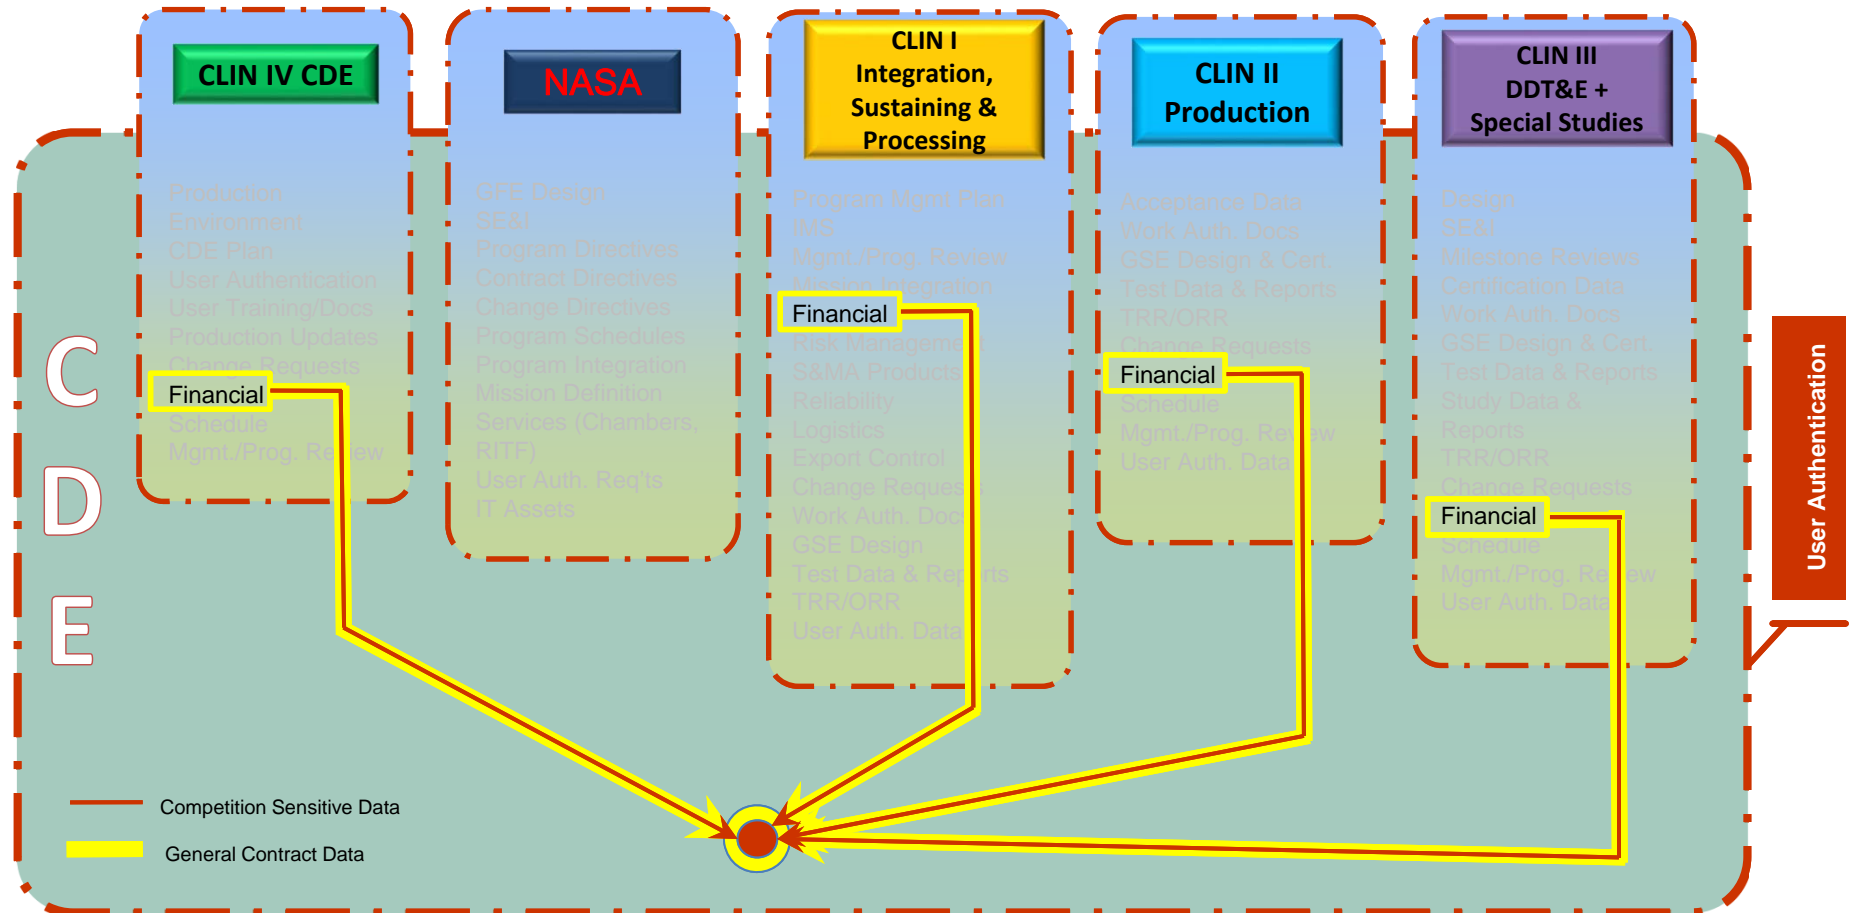 CLIN IV CDE
Production
Environment
CDE Plan
User Authentication
User Training/Docs
Production Updates
Change Requests
Financial
Schedule
Mgmt./Prog. Review
NASA
GFE Design
SE&I
Program Directives
Contract Directives
Change Directives
Program Schedules
Program Integration
Mission Definition
Services (Chambers,
RITF)
User Auth. Req'ts
IT Assets
CLIN I
Integration,
Sustaining &
Processing
Program Mgmt Plan
IMS
Mgmt./Prog. Review
Mission Integration
Financial
Risk Management
S&MA Products
Reliability
Logistics
Export Control
Change Requests
Work Auth. Docs
GSE Design
Test Data & Reports
TRR/ORR
User Auth. Data
CLIN II
Production
Acceptance Data
Work Auth. Docs
GSE Design & Cert.
Test Data & Reports
TRR/ORR
Change Requests
Financial
Schedule
Mgmt./Prog. Review
User Auth. Data
CLIN III
DDT&E +
Special Studies
Design
SE&I
Milestone Reviews
Certification Data
Work Auth. Docs
GSE Design & Cert.
Test Data & Reports
Study Data &
Reports
TRR/ORR
Change Requests
Financial
Schedule
Mgmt./Prog. Review
User Auth. Data
C
D
E
User Authentication
Competition Sensitive Data
General Contract Data